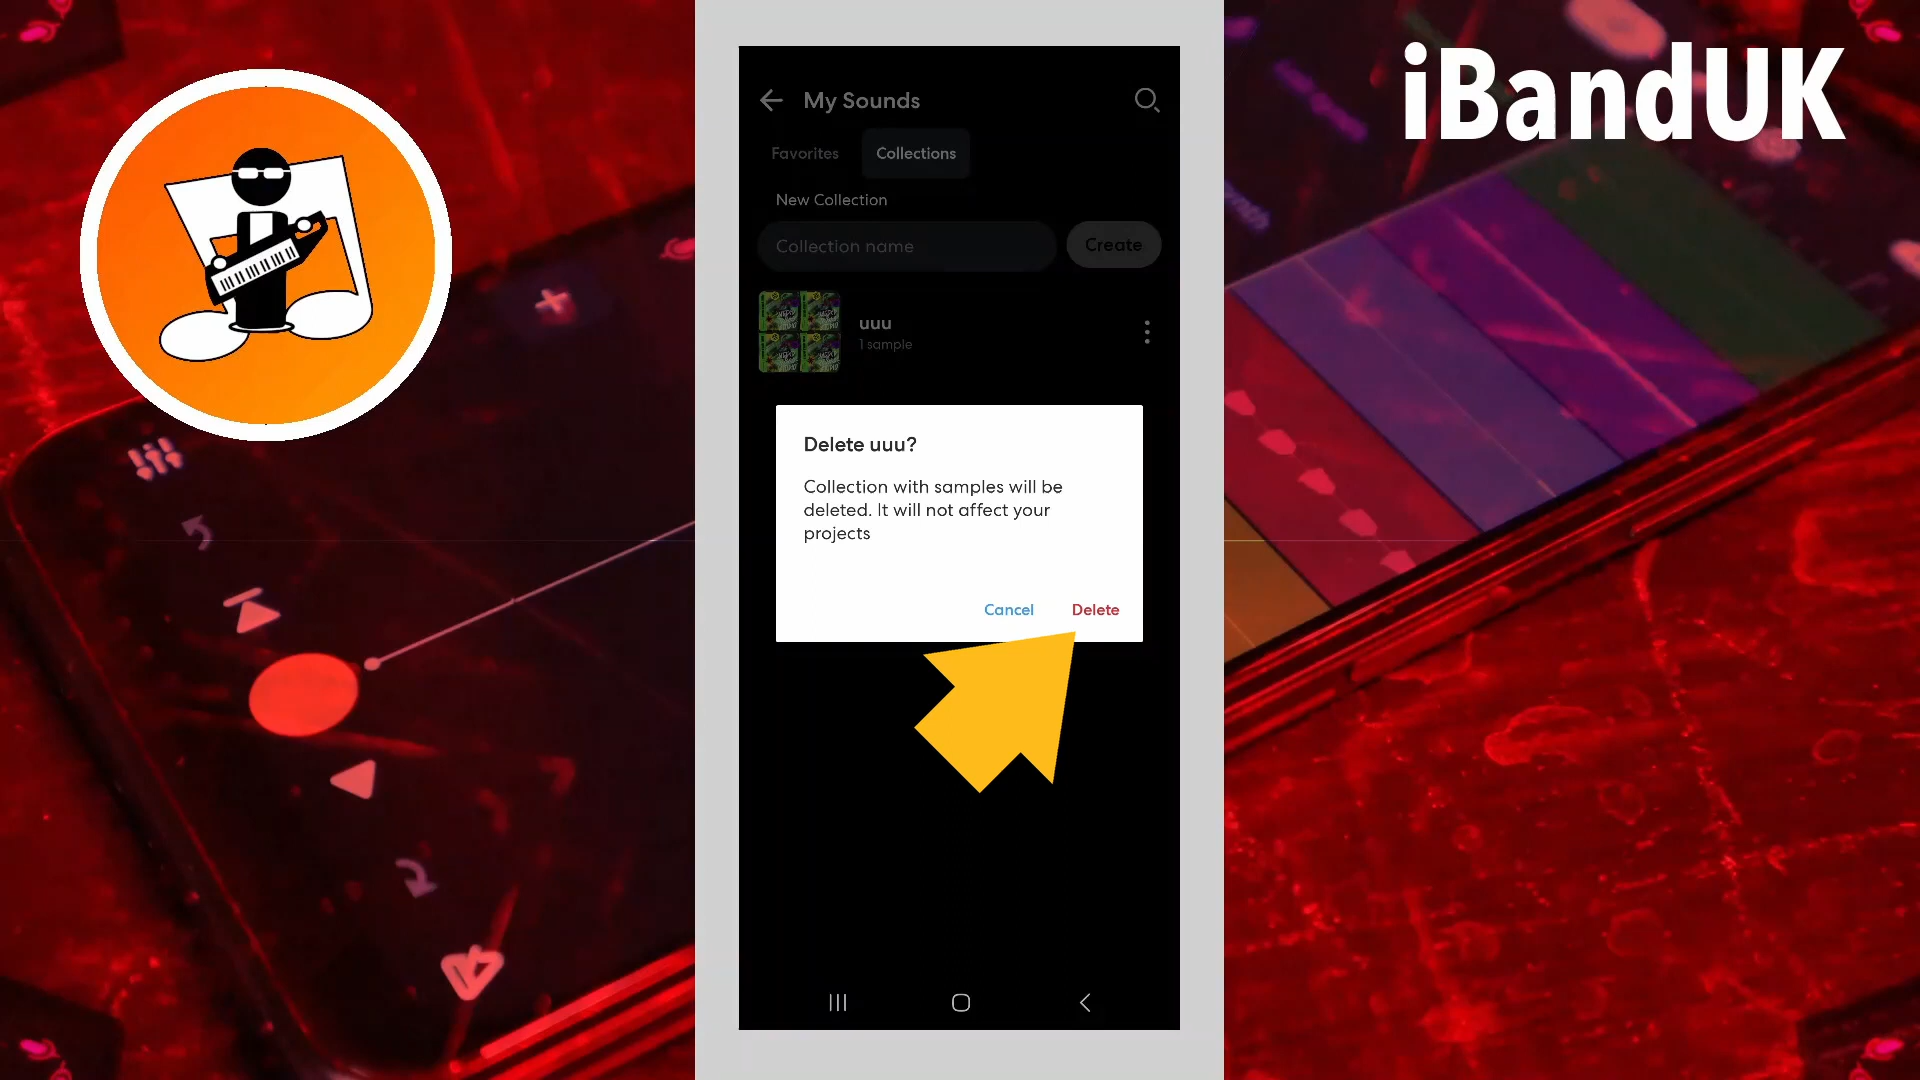 iBandUK
My Sounds
Favorites
Collections
New Collection
Collection name
Create
uuu
1 sample
Delete uuu?
Collection with samples will be
deleted. It will not affect your
projects
Cancel
Delete